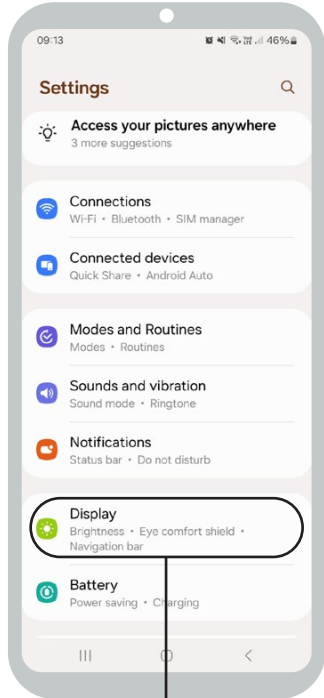 09:13 46%
Settings
Access your pictures anywhere
3 more suggestions
Connections
Wi-Fi • Bluetooth • SIM manager
Connected devices
Quick Share • Android Auto
Modes and Routines
Modes • Routines
Sounds and vibration
Sound mode • Ringtone
Notifications
Status bar • Do not disturb
Display
Brightness • Eye comfort shield •
Navigation bar
Battery
Power saving • Charging